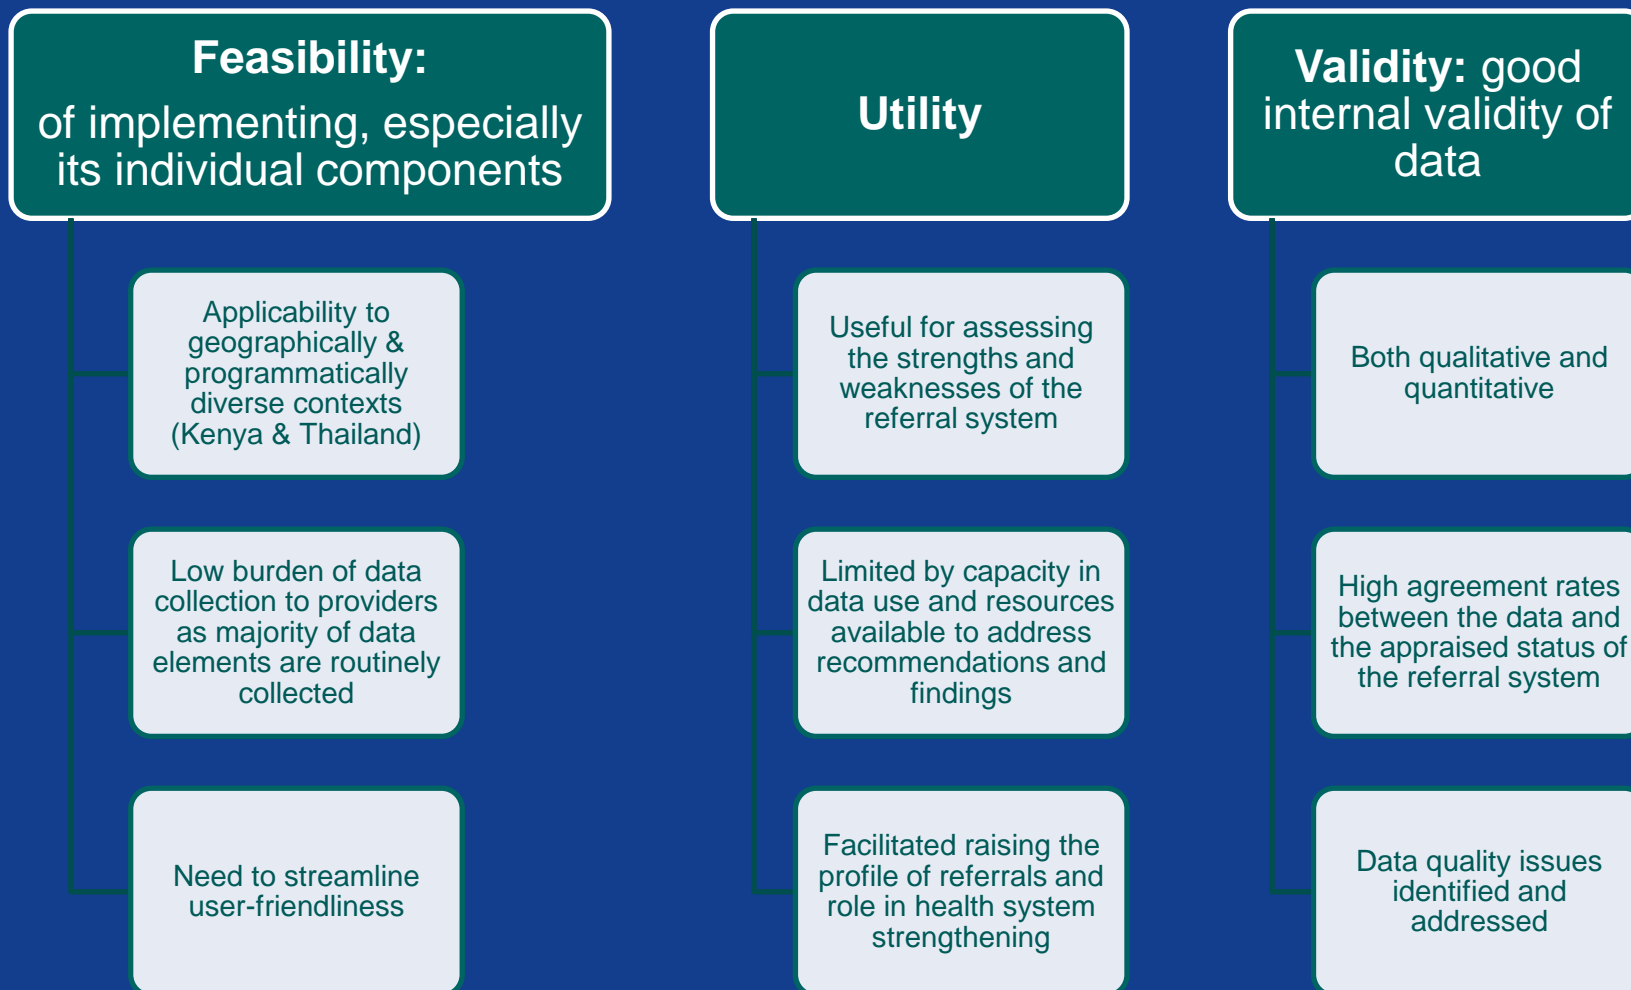 Feasibility:
of implementing, especially
its individual components
Applicability to
geographically &
programmatically
diverse contexts
(Kenya & Thailand)
Low burden of data
collection to providers
as majority of data
elements are routinely
collected
Need to streamline
user-friendliness
Utility
Useful for assessing
the strengths and
weaknesses of the
referral system
Limited by capacity in
data use and resources
available to address
recommendations and
findings
Facilitated raising the
profile of referrals and
role in health system
strengthening
Validity: good
internal validity of
data
Both qualitative and
quantitative
High agreement rates
between the data and
the appraised status of
the referral system
Data quality issues
identified and
addressed